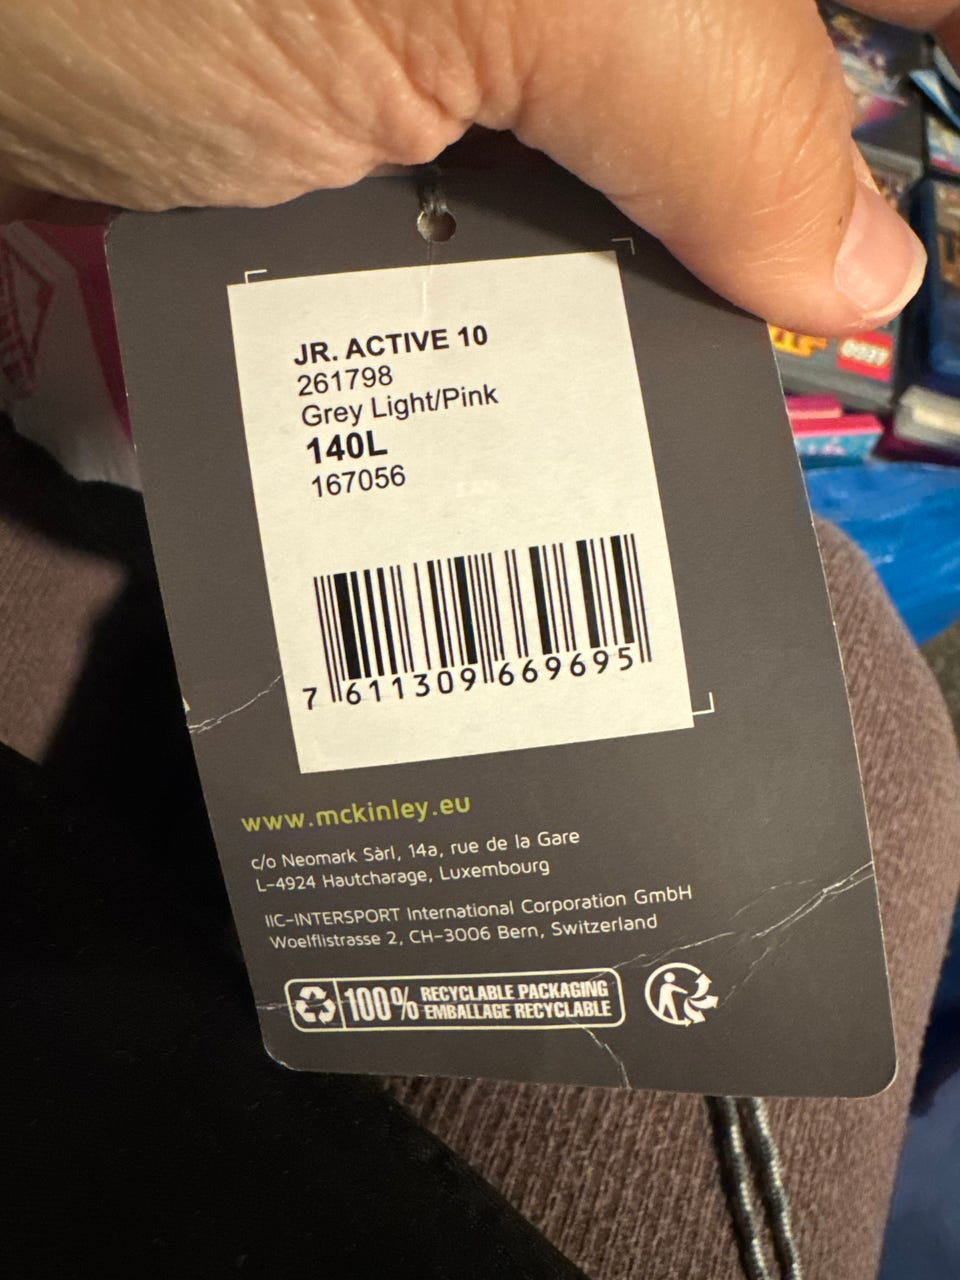 JR. ACTIVE 10
261798
Grey Light/Pink
140L
167056
7 611309 669695
www.mckinley.eu
c/o Neomark Sàrl, 14a, rue de la Gare
L-4924 Hautcharage, Luxembourg
IIC-INTERSPORT International Corporation GmbH
Woelflistrasse 2, CH-3006 Bern, Switzerland
100% RECYCLABLE PACKAGING
EMBALLAGE RECYCLABLE
LEGO